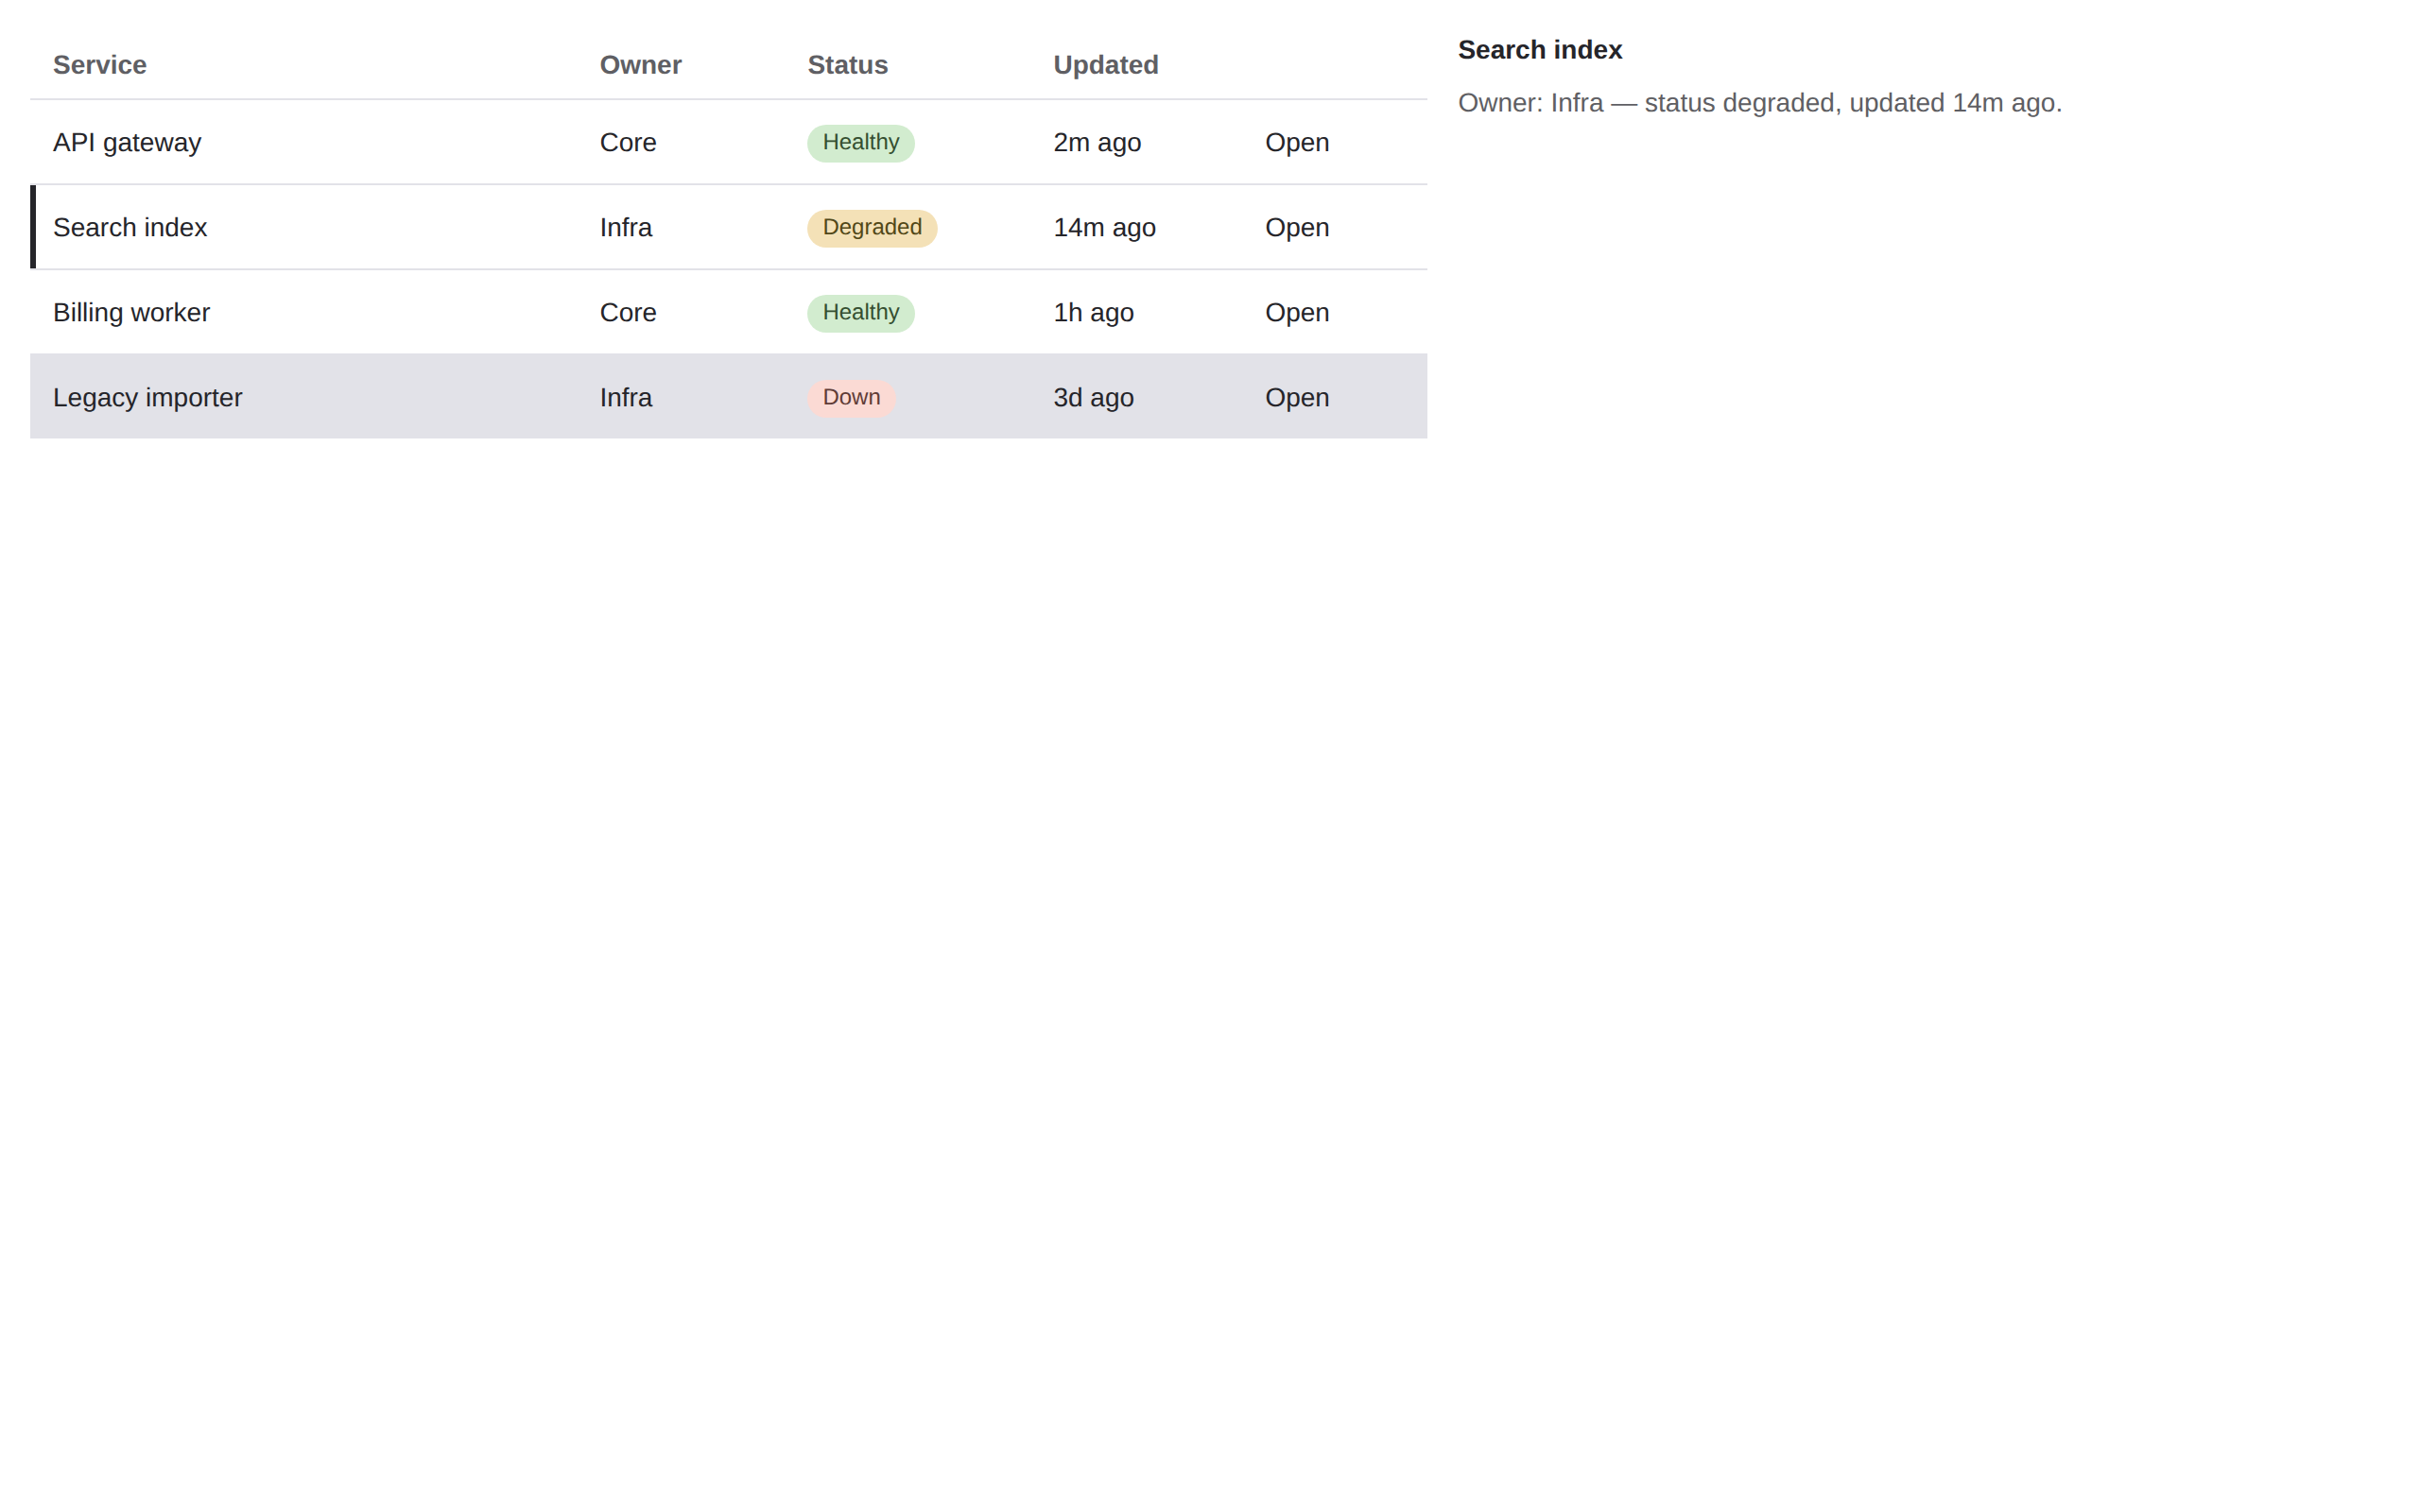 Service Owner Status Updated
API gateway Core Healthy 2m ago Open
Search index Infra Degraded 14m ago Open
Billing worker Core Healthy 1h ago Open
Legacy importer Infra Down 3d ago Open
Search index
Owner: Infra — status degraded, updated 14m ago.